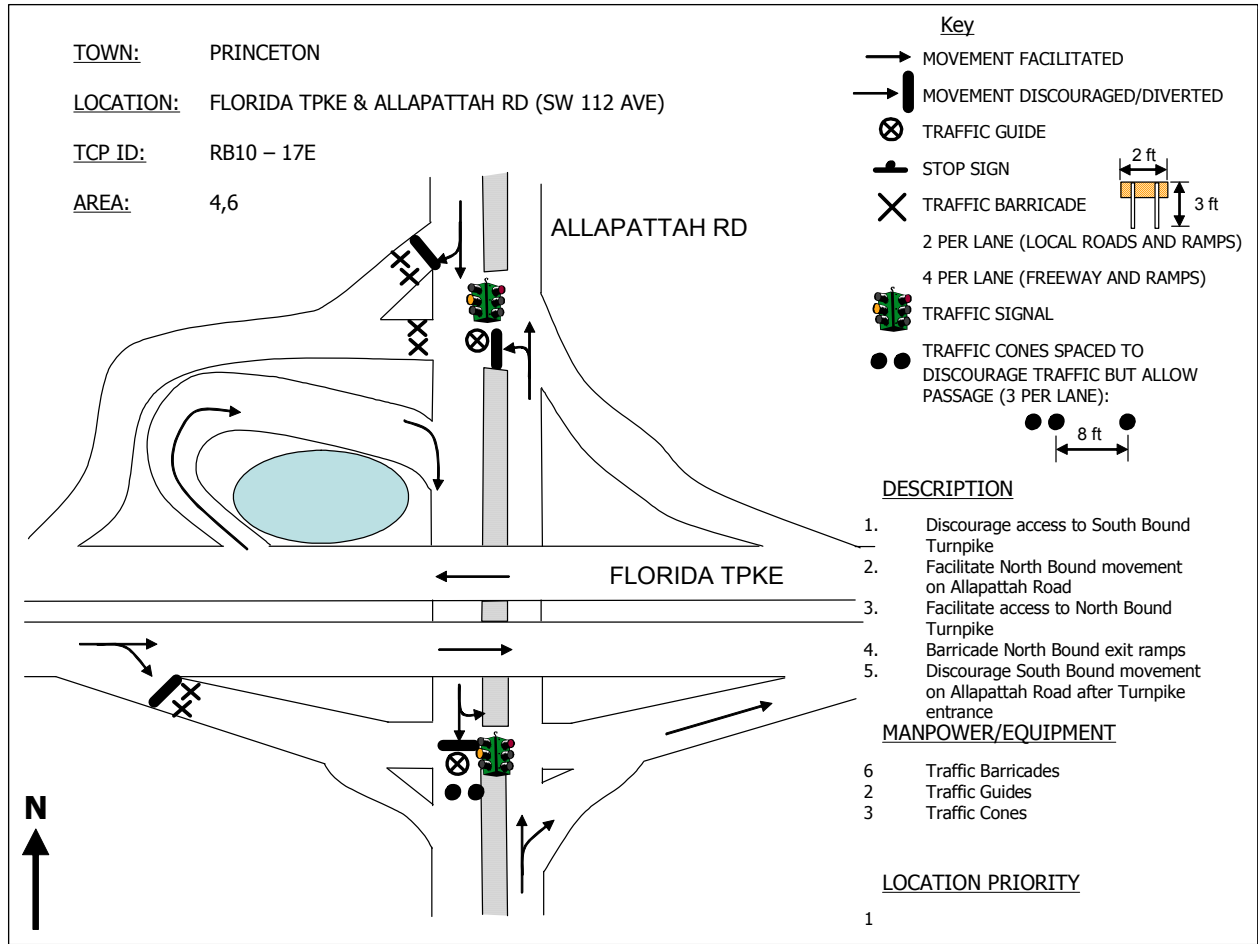 TOWN: PRINCETON
LOCATION: FLORIDA TPKE & ALLAPATTAH RD (SW 112 AVE)
TCP ID: RB10 – 17E
AREA: 4,6
ALLAPATTAH RD
FLORIDA TPKE
N
Key
MOVEMENT FACILITATED
MOVEMENT DISCOURAGED/DIVERTED
TRAFFIC GUIDE
STOP SIGN
2 ft
TRAFFIC BARRICADE
3 ft
2 PER LANE (LOCAL ROADS AND RAMPS)
4 PER LANE (FREEWAY AND RAMPS)
TRAFFIC SIGNAL
TRAFFIC CONES SPACED TO
DISCOURAGE TRAFFIC BUT ALLOW
PASSAGE (3 PER LANE):
8 ft
DESCRIPTION
1. Discourage access to South Bound
Turnpike
2. Facilitate North Bound movement
on Allapattah Road
3. Facilitate access to North Bound
Turnpike
4. Barricade North Bound exit ramps
5. Discourage South Bound movement
on Allapattah Road after Turnpike
entrance
MANPOWER/EQUIPMENT
6 Traffic Barricades
2 Traffic Guides
3 Traffic Cones
LOCATION PRIORITY
1